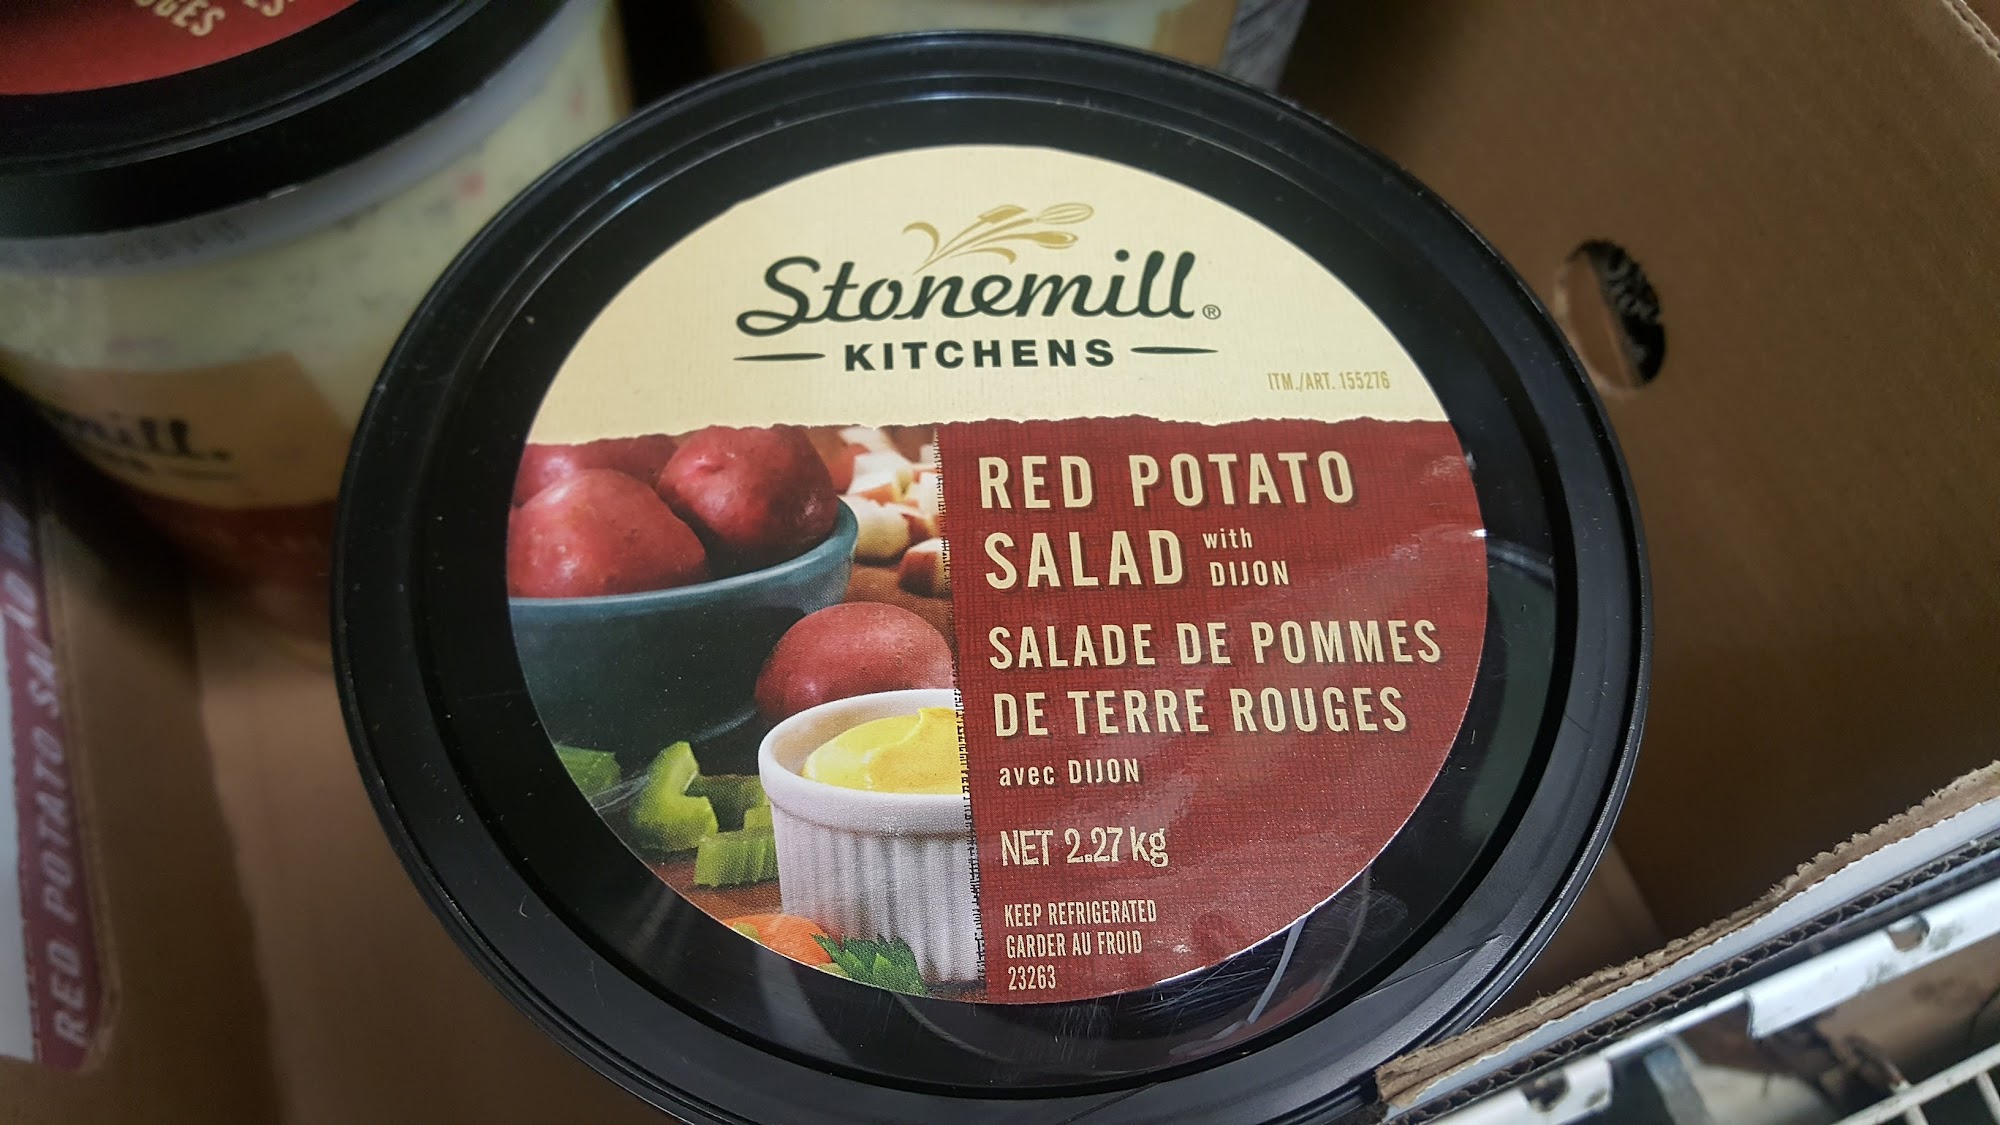 Stonemill®
KITCHENS
ITM./ART. 155276
RED POTATO
SALAD with DIJON
SALADE DE POMMES
DE TERRE ROUGES
avec DIJON
NET 2.27 kg
KEEP REFRIGERATED
GARDER AU FROID
23263
RED POTATO